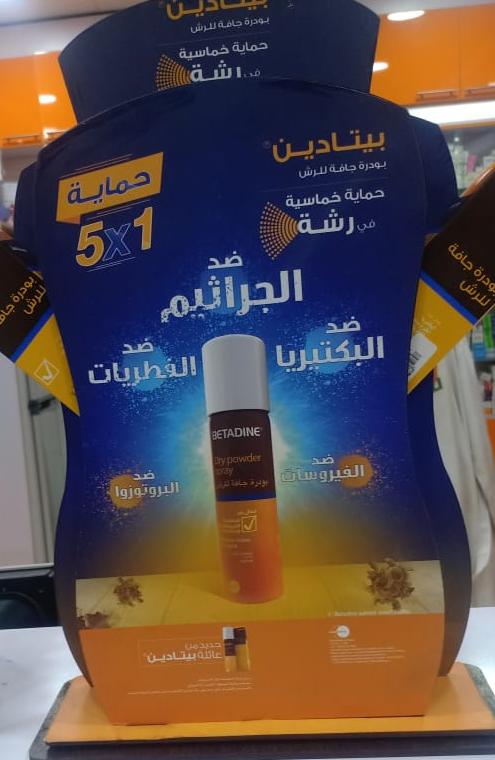 بيتادين
بودرة جافة للرش
حماية خماسية
في رشة
بيتادين®
بودرة جافة للرش
حماية خماسية
في رشة
حماية
5x1
ضد
الجراثيم
ضد
البكتيريا
ضد
الفطريات
ضد
الفيروسات
ضد
البروتوزوا
BETADINE®
Dry powder
spray
بودرة جافة للرش
بودرة جافة
للرش
بودرة جافة
للرش
جديد من
عائلة بيتادين®